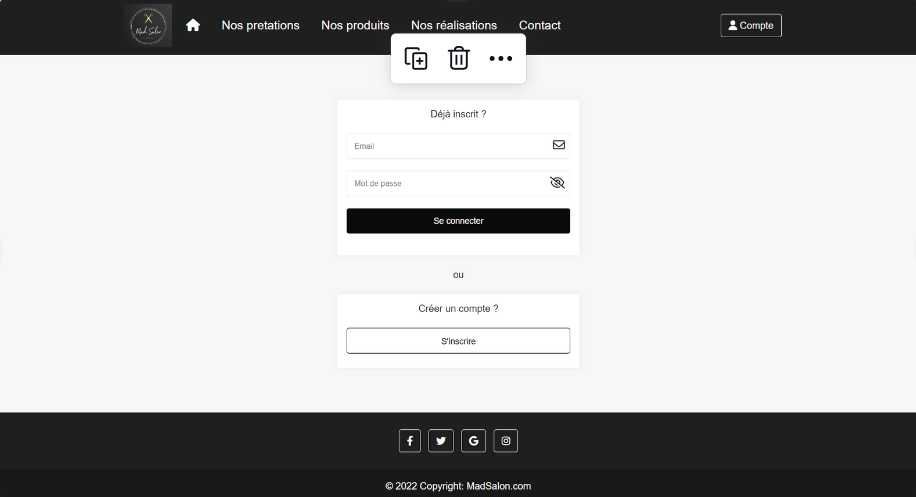 Mad Salon
Nos pretations
Nos produits
Nos réalisations
Contact
Compte
Déjà inscrit ?
Email
Mot de passe
Se connecter
ou
Créer un compte ?
S'inscrire
© 2022 Copyright: MadSalon.com